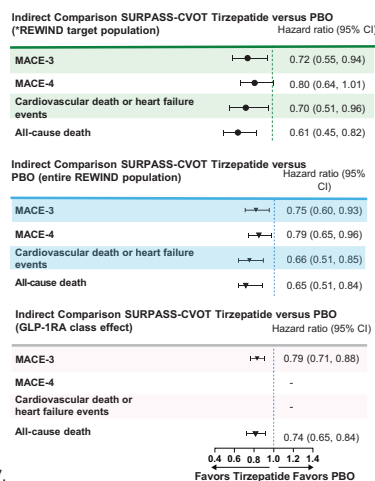 Indirect Comparison SURPASS-CVOT Tirzepatide versus PBO
(*REWIND target population)
Hazard ratio (95% CI)
MACE-3 0.72 (0.55, 0.94)
MACE-4 0.80 (0.64, 1.01)
Cardiovascular death or heart failure
events
0.70 (0.51, 0.96)
All-cause death 0.61 (0.45, 0.82)
Indirect Comparison SURPASS-CVOT Tirzepatide versus
PBO (entire REWIND population)
Hazard ratio (95%
CI)
MACE-3 0.75 (0.60, 0.93)
MACE-4 0.79 (0.65, 0.96)
Cardiovascular death or heart failure
events
0.66 (0.51, 0.85)
All-cause death 0.65 (0.51, 0.84)
Indirect Comparison SURPASS-CVOT Tirzepatide versus PBO
(GLP-1RA class effect)
Hazard ratio (95% CI)
MACE-3 0.79 (0.71, 0.88)
MACE-4 -
Cardiovascular death or
heart failure events
-
All-cause death 0.74 (0.65, 0.84)
0.4 0.6 0.8 1.0 1.2 1.4
Favors Tirzepatide Favors PBO